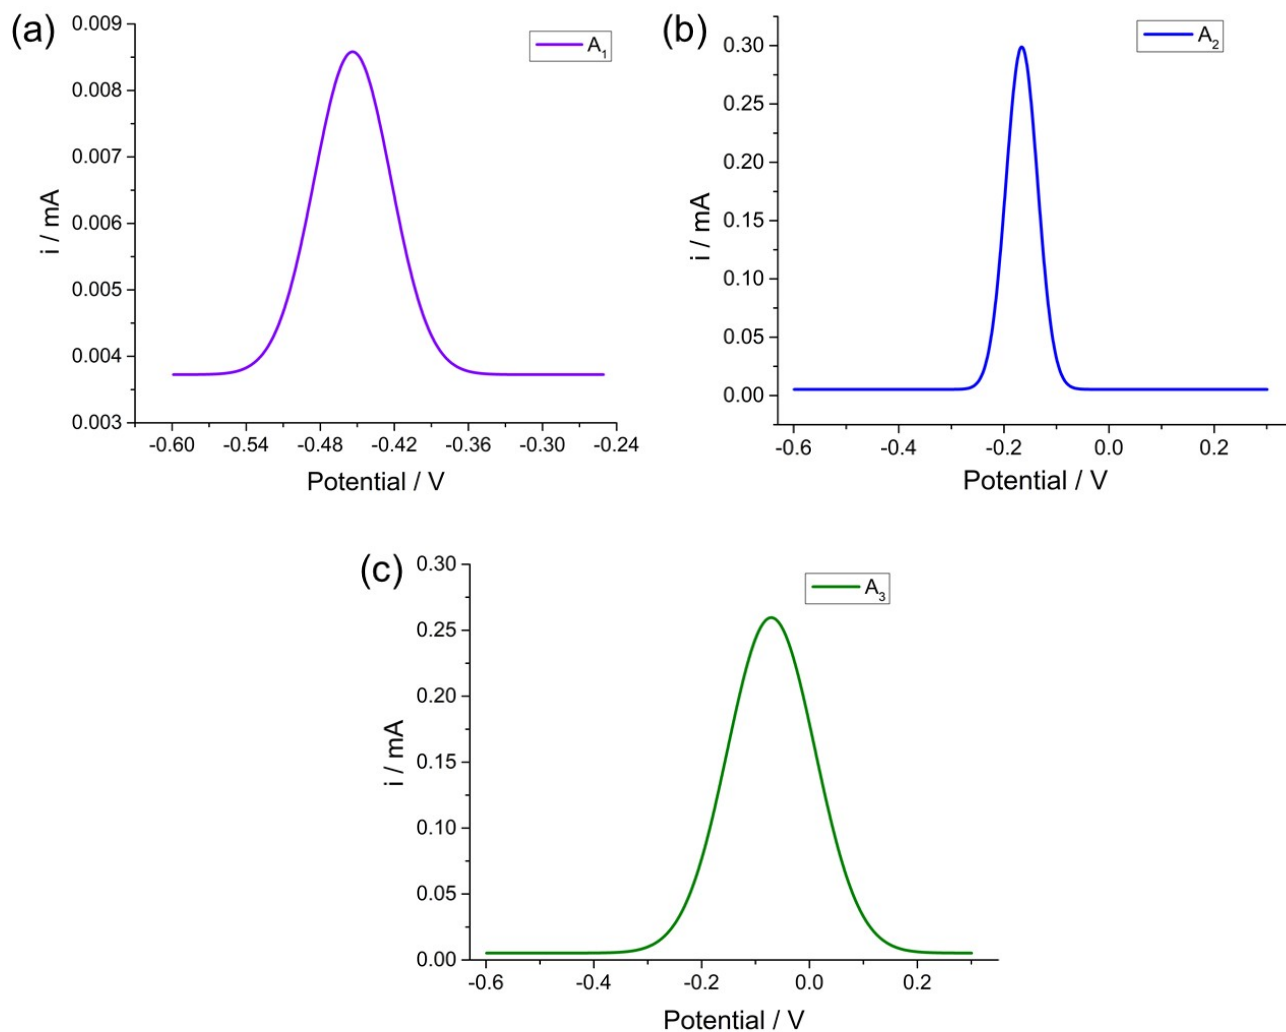 (a)
A₁
0.009
0.008
0.007
0.006
0.005
0.004
0.003
i / mA
-0.60 -0.54 -0.48 -0.42 -0.36 -0.30 -0.24
Potential / V
(b)
A₂
0.30
0.25
0.20
0.15
0.10
0.05
0.00
i / mA
-0.6 -0.4 -0.2 0.0 0.2
Potential / V
(c)
A₃
0.30
0.25
0.20
0.15
0.10
0.05
0.00
i / mA
-0.6 -0.4 -0.2 0.0 0.2
Potential / V